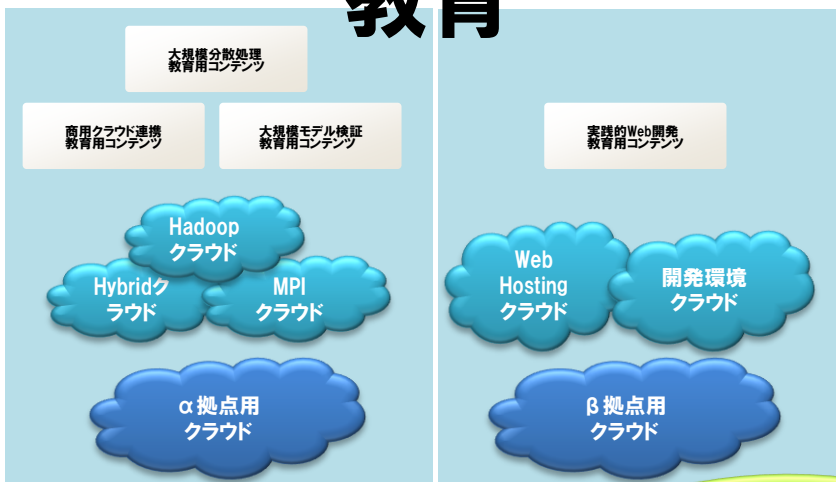 教育
大規模分散処理
教育用コンテンツ
商用クラウド連携
教育用コンテンツ
大規模モデル検証
教育用コンテンツ
実践的Web開発
教育用コンテンツ
Hadoop
クラウド
Hybridク
ラウド
MPI
クラウド
Web
Hosting
クラウド
開発環境
クラウド
α拠点用
クラウド
β拠点用
クラウド